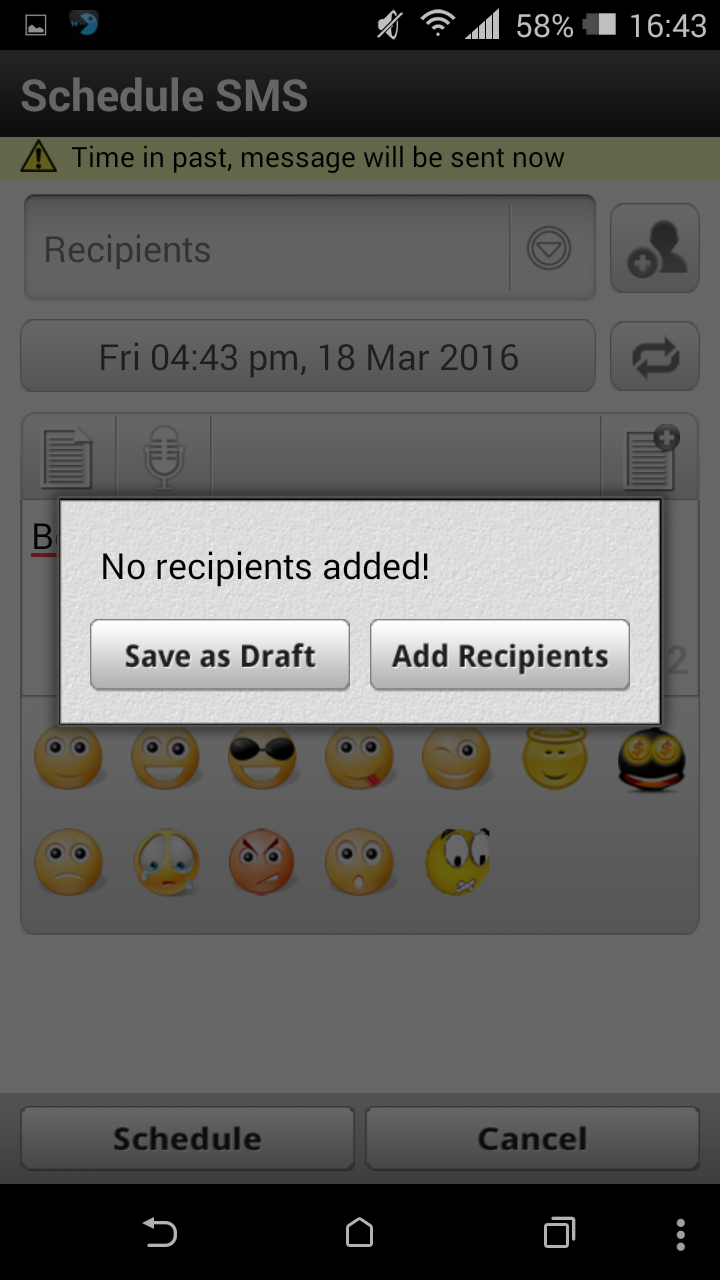 58% 16:43
Schedule SMS
Time in past, message will be sent now
Recipients
Fri 04:43 pm, 18 Mar 2016
No recipients added!
Save as Draft Add Recipients
Schedule Cancel